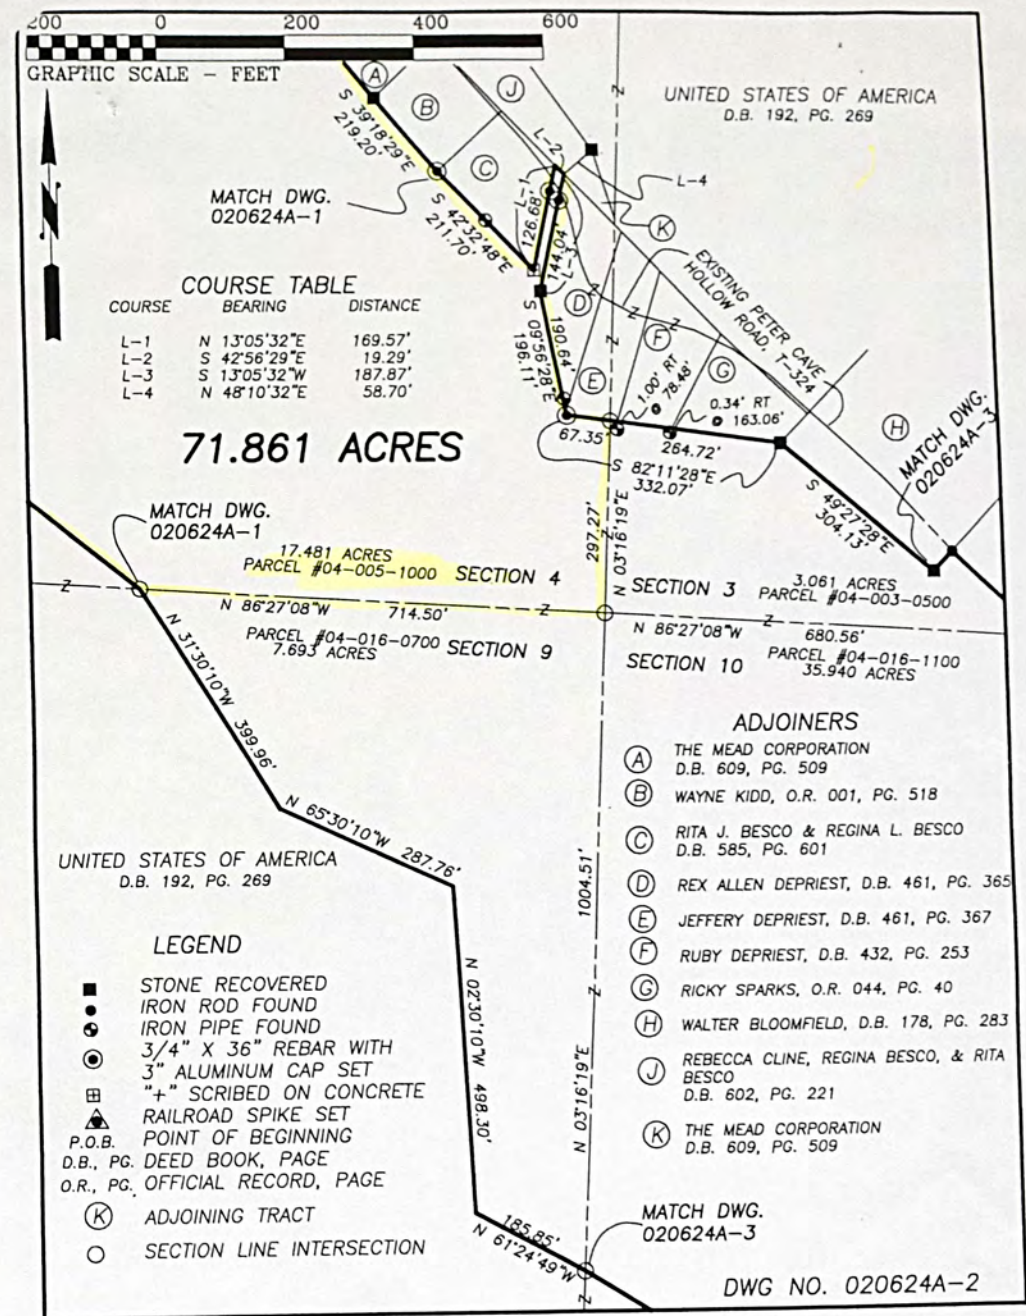 200 0 200 400 600
GRAPHIC SCALE - FEET
N
UNITED STATES OF AMERICA
D.B. 192, PG. 269
A
B
C
J
S 39°18'29"E
219.20'
MATCH DWG.
020624A-1
S 42°32'48"E
211.70'
L-1
126.68'
L-2
L-4
144.04'
L-3
K
D
EXISTING PETER CAVE
HOLLOW ROAD, T-324
COURSE TABLE
COURSE BEARING DISTANCE
L-1 N 13°05'32"E 169.57'
L-2 S 42°56'29"E 19.29'
L-3 S 13°05'32"W 187.87'
L-4 N 48°10'32"E 58.70'
190.64'
S 09°56'28"E
196.11'
E
F
G
H
1.00' RT
78.48'
0.34' RT
163.06'
67.35'
264.72'
S 82°11'28"E
332.07'
MATCH DWG.
020624A-3
S 49°27'28"E
304.13'
71.861 ACRES
MATCH DWG.
020624A-1
297.27'
N 03°16'19"E
17.481 ACRES
PARCEL #04-005-1000 SECTION 4
SECTION 3
3.061 ACRES
PARCEL #04-003-0500
Z
N 86°27'08"W 714.50' Z
N 86°27'08"W Z 680.56'
PARCEL #04-016-0700 SECTION 9
7.693 ACRES
SECTION 10
PARCEL #04-016-1100
35.940 ACRES
N 31°30'10"W 399.96'
N 65°30'10"W 287.76'
N 02°30'10"W 498.30'
185.85'
N 61°24'49"W
1004.51'
Z
N 03°16'19"E
Z
UNITED STATES OF AMERICA
D.B. 192, PG. 269
ADJOINERS
A THE MEAD CORPORATION
D.B. 609, PG. 509
B WAYNE KIDD, O.R. 001, PG. 518
C RITA J. BESCO & REGINA L. BESCO
D.B. 585, PG. 601
D REX ALLEN DEPRIEST, D.B. 461, PG. 365
E JEFFERY DEPRIEST, D.B. 461, PG. 367
F RUBY DEPRIEST, D.B. 432, PG. 253
G RICKY SPARKS, O.R. 044, PG. 40
H WALTER BLOOMFIELD, D.B. 178, PG. 283
J REBECCA CLINE, REGINA BESCO, & RITA
BESCO
D.B. 602, PG. 221
K THE MEAD CORPORATION
D.B. 609, PG. 509
LEGEND
STONE RECOVERED
IRON ROD FOUND
IRON PIPE FOUND
3/4" X 36" REBAR WITH
3" ALUMINUM CAP SET
"+" SCRIBED ON CONCRETE
RAILROAD SPIKE SET
P.O.B. POINT OF BEGINNING
D.B., PG. DEED BOOK, PAGE
O.R., PG. OFFICIAL RECORD, PAGE
K ADJOINING TRACT
SECTION LINE INTERSECTION
MATCH DWG.
020624A-3
DWG NO. 020624A-2